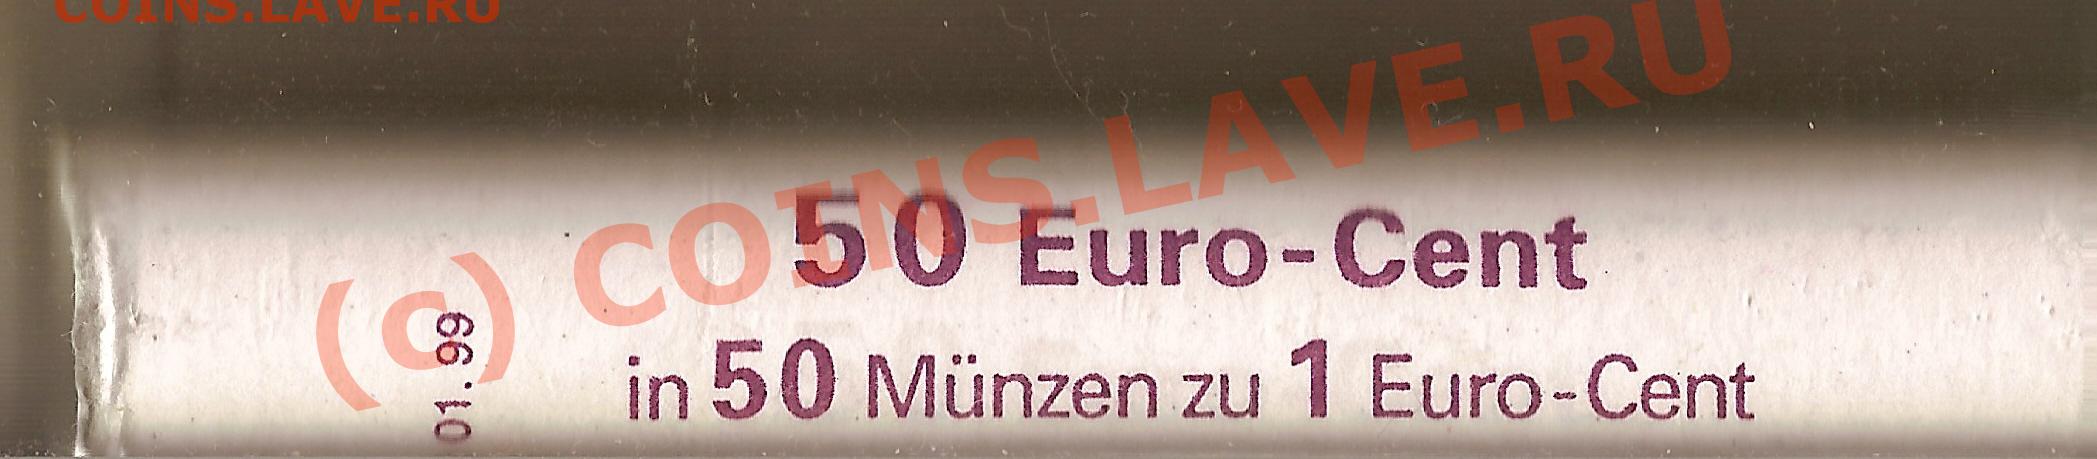 COINS.LAVE.RU
(c) COINS.LAVE.RU
50 Euro-Cent
in 50 Münzen zu 1 Euro-Cent
01.99